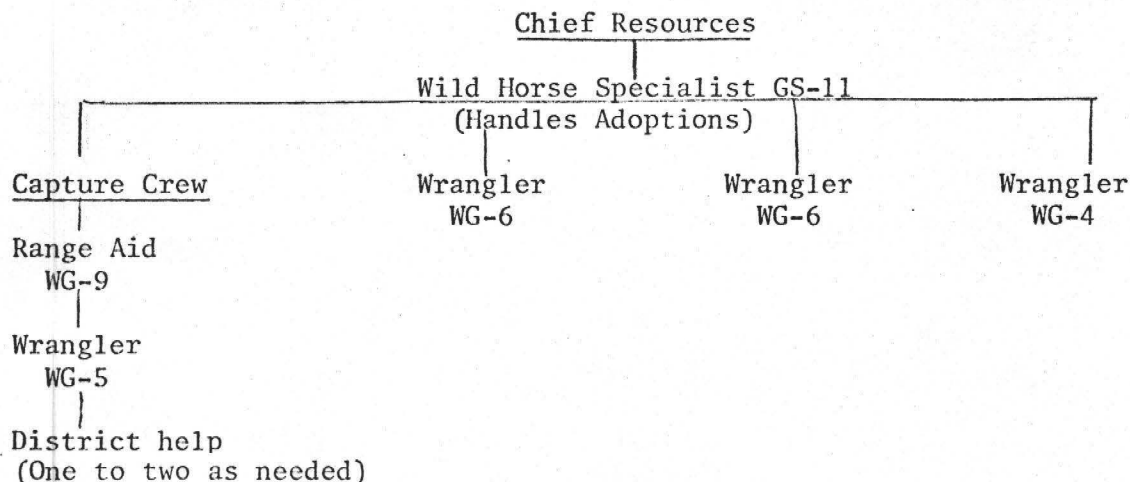 Chief Resources
Wild Horse Specialist GS-11
(Handles Adoptions)
Capture Crew
Wrangler
WG-6
Wrangler
WG-6
Wrangler
WG-4
Range Aid
WG-9
Wrangler
WG-5
District help
(One to two as needed)